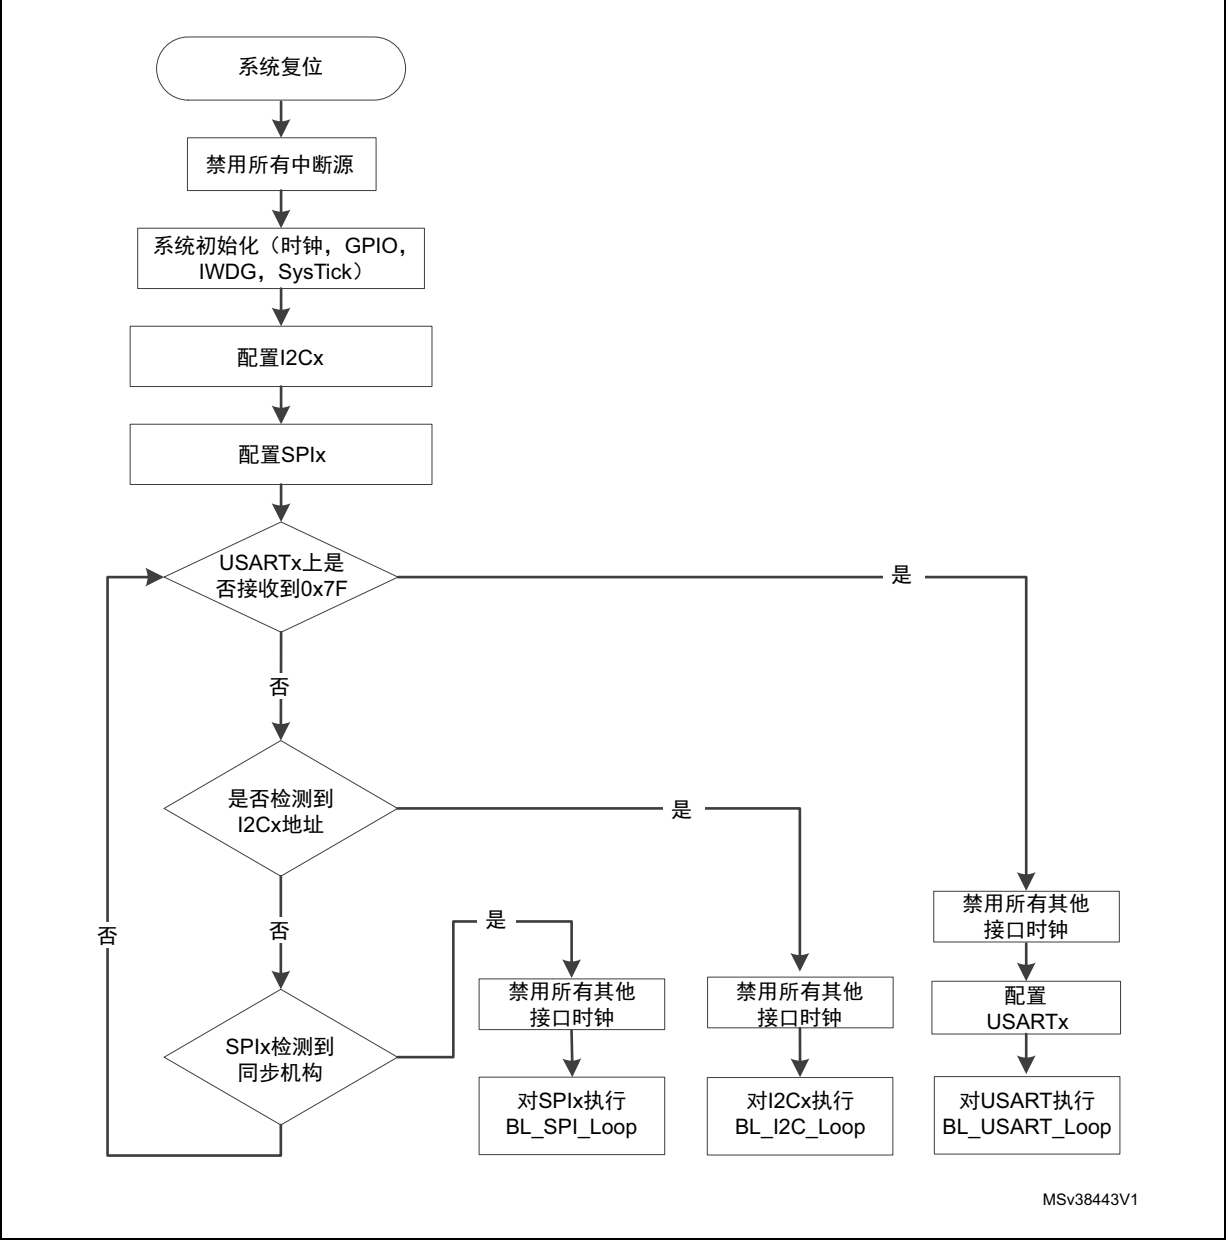 系统复位
禁用所有中断源
系统初始化（时钟，GPIO，
IWDG，SysTick）
配置I2Cx
配置SPIx
USARTx上是
否接收到0x7F
是
否
是否检测到
I2Cx地址
是
否
否
是
SPIx检测到
同步机构
禁用所有其他
接口时钟
对SPIx执行
BL_SPI_Loop
禁用所有其他
接口时钟
对I2Cx执行
BL_I2C_Loop
禁用所有其他
接口时钟
配置
USARTx
对USART执行
BL_USART_Loop
MSv38443V1